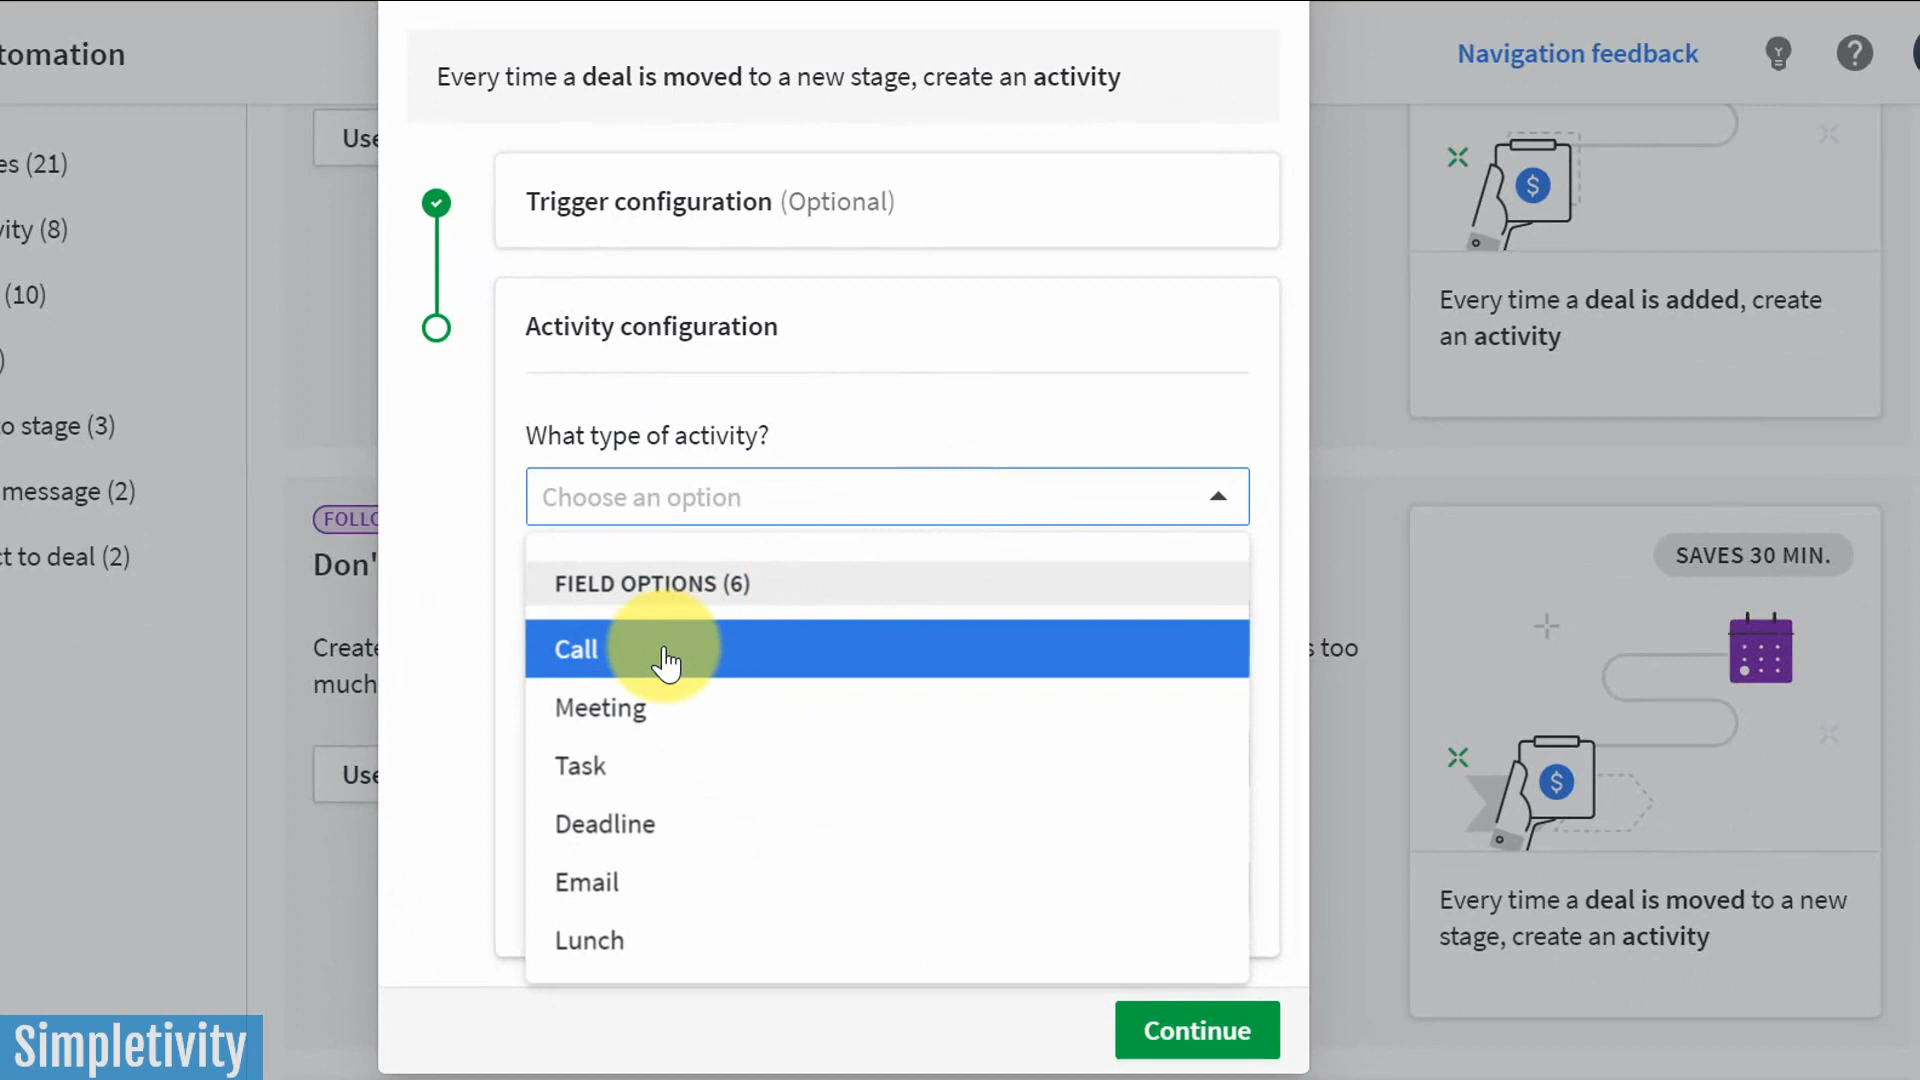 tomation
Navigation feedback
Every time a deal is moved to a new stage, create an activity
es (21)
vity (8)
(10)
)
o stage (3)
message (2)
ct to deal (2)
Use
FOLLO
Don'
Create
much
Use
Trigger configuration (Optional)
Activity configuration
What type of activity?
Choose an option
FIELD OPTIONS (6)
Call
Meeting
Task
Deadline
Email
Lunch
Continue
s too
Every time a deal is added, create
an activity
SAVES 30 MIN.
Every time a deal is moved to a new
stage, create an activity
Simpletivity